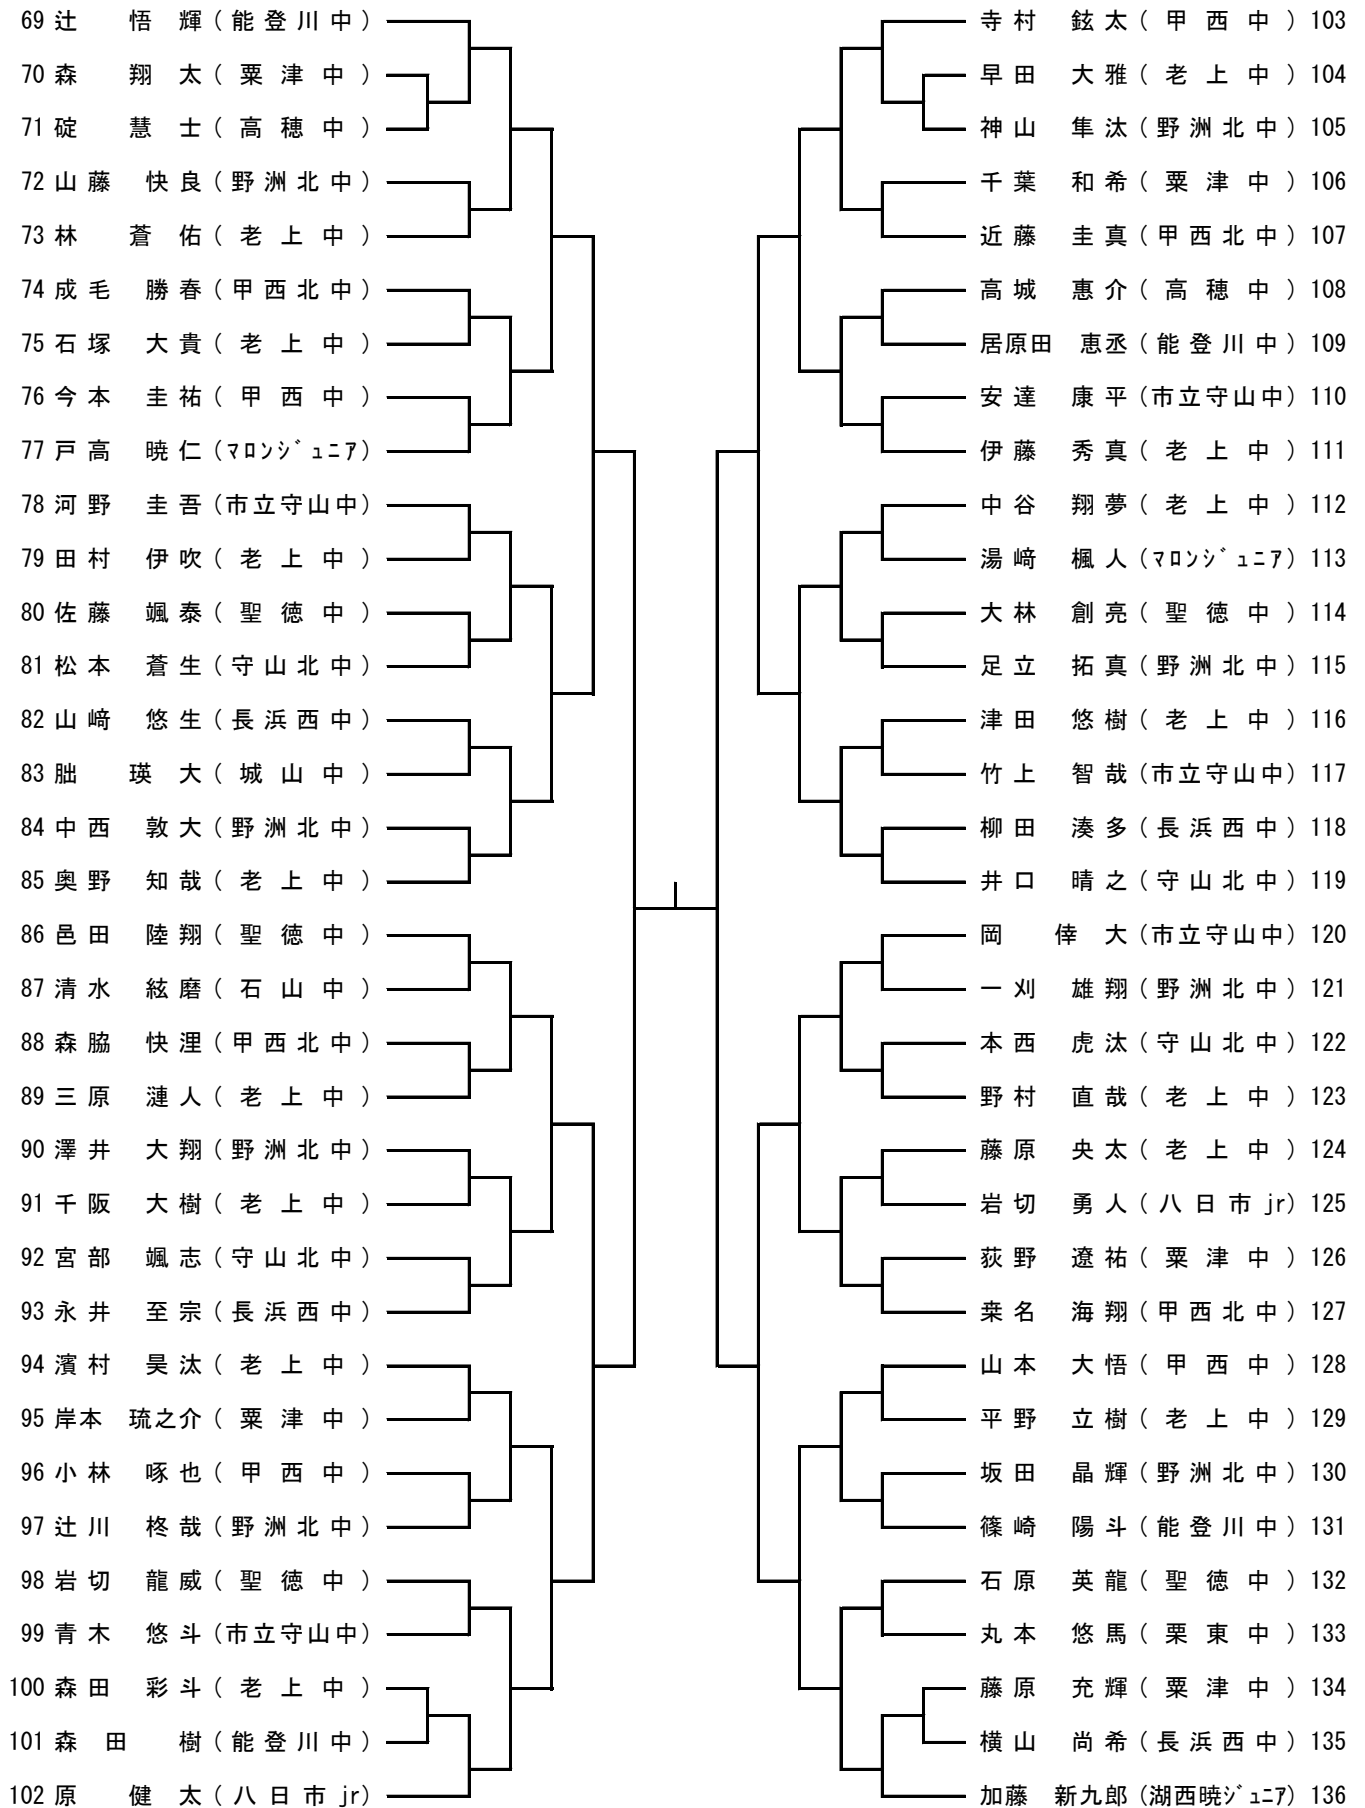 69 辻 悟 輝 ( 能 登 川 中 )
70 森 翔 太 ( 粟 津 中 )
71 碇 慧 士 ( 高 穂 中 )
72 山 藤 快 良 ( 野 洲 北 中 )
73 林 蒼 佑 ( 老 上 中 )
74 成 毛 勝 春 ( 甲 西 北 中 )
75 石 塚 大 貴 ( 老 上 中 )
76 今 本 圭 祐 ( 甲 西 中 )
77 戸 高 暁 仁 (マロンジュニア)
78 河 野 圭 吾 (市立守山中)
79 田 村 伊 吹 ( 老 上 中 )
80 佐 藤 颯 泰 ( 聖 徳 中 )
81 松 本 蒼 生 ( 守 山 北 中 )
82 山 﨑 悠 生 ( 長 浜 西 中 )
83 朏 瑛 大 ( 城 山 中 )
84 中 西 敦 大 ( 野 洲 北 中 )
85 奥 野 知 哉 ( 老 上 中 )
86 邑 田 陸 翔 ( 聖 徳 中 )
87 清 水 絃 磨 ( 石 山 中 )
88 森 脇 快 浬 ( 甲 西 北 中 )
89 三 原 漣 人 ( 老 上 中 )
90 澤 井 大 翔 ( 野 洲 北 中 )
91 千 阪 大 樹 ( 老 上 中 )
92 宮 部 颯 志 ( 守 山 北 中 )
93 永 井 至 宗 ( 長 浜 西 中 )
94 濱 村 昊 汰 ( 老 上 中 )
95 岸本 琉之介 ( 粟 津 中 )
96 小 林 啄 也 ( 甲 西 中 )
97 辻 川 柊 哉 ( 野 洲 北 中 )
98 岩 切 龍 威 ( 聖 徳 中 )
99 青 木 悠 斗 (市立守山中)
100 森 田 彩 斗 ( 老 上 中 )
101 森 田 樹 ( 能 登 川 中 )
102 原 健 太 ( 八 日 市 jr)
寺 村 鉉 太 ( 甲 西 中 ) 103
早 田 大 雅 ( 老 上 中 ) 104
神 山 隼 汰 ( 野 洲 北 中 ) 105
千 葉 和 希 ( 粟 津 中 ) 106
近 藤 圭 真 ( 甲 西 北 中 ) 107
高 城 惠 介 ( 高 穂 中 ) 108
居原田 恵丞 ( 能 登 川 中 ) 109
安 達 康 平 (市立守山中) 110
伊 藤 秀 真 ( 老 上 中 ) 111
中 谷 翔 夢 ( 老 上 中 ) 112
湯 﨑 楓 人 (マロンジュニア) 113
大 林 創 亮 ( 聖 徳 中 ) 114
足 立 拓 真 ( 野 洲 北 中 ) 115
津 田 悠 樹 ( 老 上 中 ) 116
竹 上 智 哉 (市立守山中) 117
柳 田 湊 多 ( 長 浜 西 中 ) 118
井 口 晴 之 ( 守 山 北 中 ) 119
岡 倖 大 (市立守山中) 120
一 刈 雄 翔 ( 野 洲 北 中 ) 121
本 西 虎 汰 ( 守 山 北 中 ) 122
野 村 直 哉 ( 老 上 中 ) 123
藤 原 央 太 ( 老 上 中 ) 124
岩 切 勇 人 ( 八 日 市 jr) 125
荻 野 遼 祐 ( 粟 津 中 ) 126
桒 名 海 翔 ( 甲 西 北 中 ) 127
山 本 大 悟 ( 甲 西 中 ) 128
平 野 立 樹 ( 老 上 中 ) 129
坂 田 晶 輝 ( 野 洲 北 中 ) 130
篠 崎 陽 斗 ( 能 登 川 中 ) 131
石 原 英 龍 ( 聖 徳 中 ) 132
丸 本 悠 馬 ( 栗 東 中 ) 133
藤 原 充 輝 ( 粟 津 中 ) 134
横 山 尚 希 ( 長 浜 西 中 ) 135
加藤 新九郎 (湖西暁ジュニア) 136